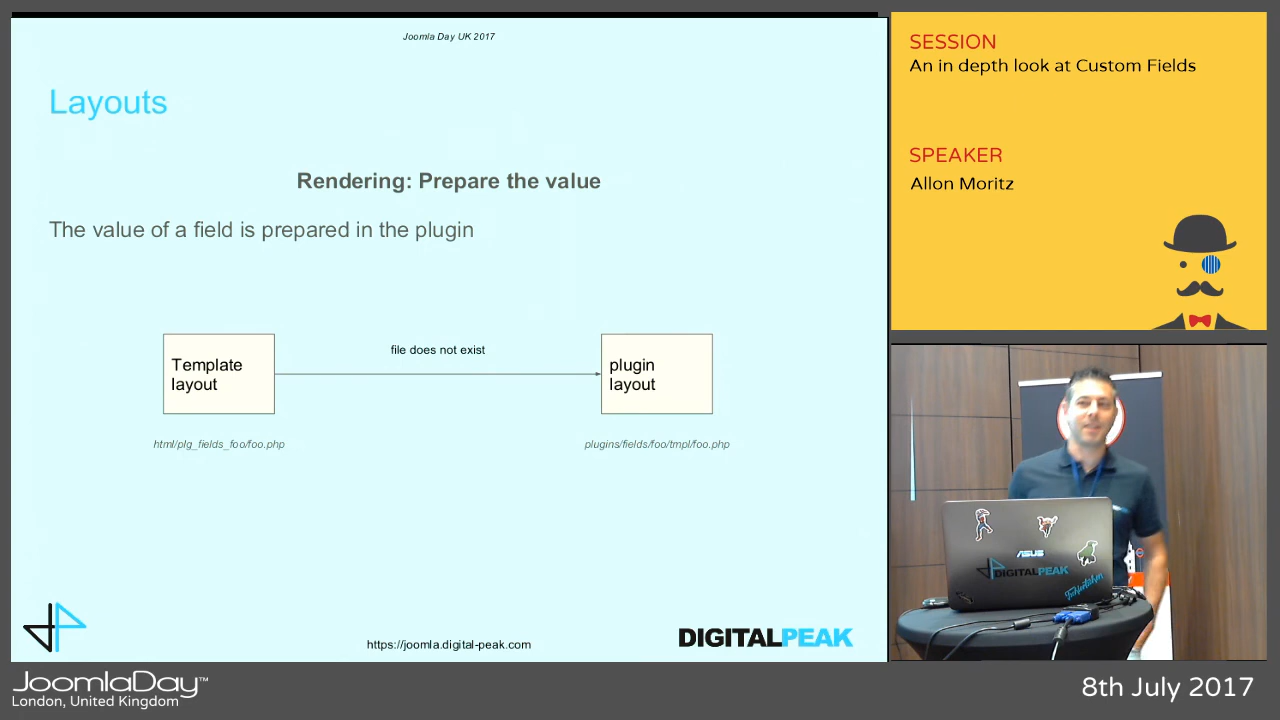 Joomla Day UK 2017
Layouts
Rendering: Prepare the value
The value of a field is prepared in the plugin
Template
layout
file does not exist
plugin
layout
html/plg_fields_foo/foo.php
plugins/fields/foo/tmpl/foo.php
https://joomla.digital-peak.com
DIGITALPEAK
SESSION
An in depth look at Custom Fields
SPEAKER
Allon Moritz
ASUS
DIGITALPEAK
JoomlaDay™
London, United Kingdom
8th July 2017